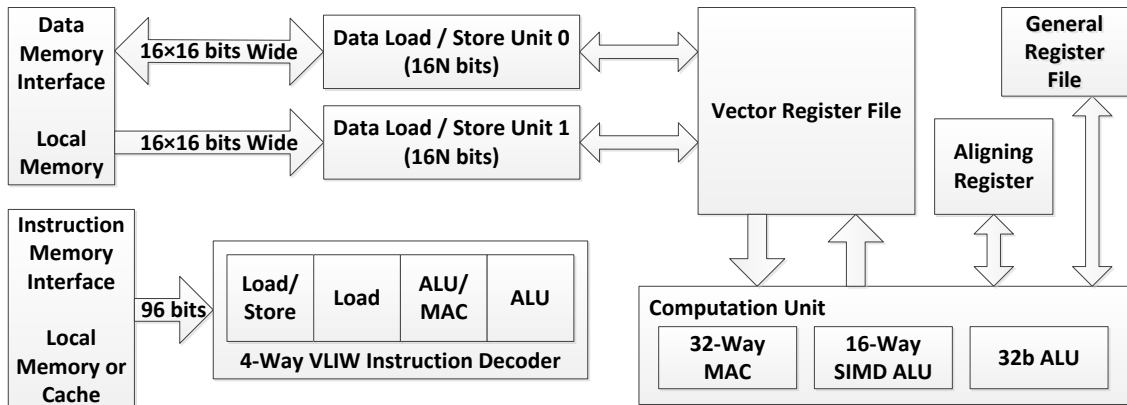 Data
Memory
Interface
Local
Memory
16×16 bits Wide
16×16 bits Wide
Data Load / Store Unit 0
(16N bits)
Data Load / Store Unit 1
(16N bits)
Vector Register File
General
Register
File
Aligning
Register
Instruction
Memory
Interface
Local
Memory or
Cache
96 bits
Load/
Store
Load
ALU/
MAC
ALU
4-Way VLIW Instruction Decoder
Computation Unit
32-Way
MAC
16-Way
SIMD ALU
32b ALU